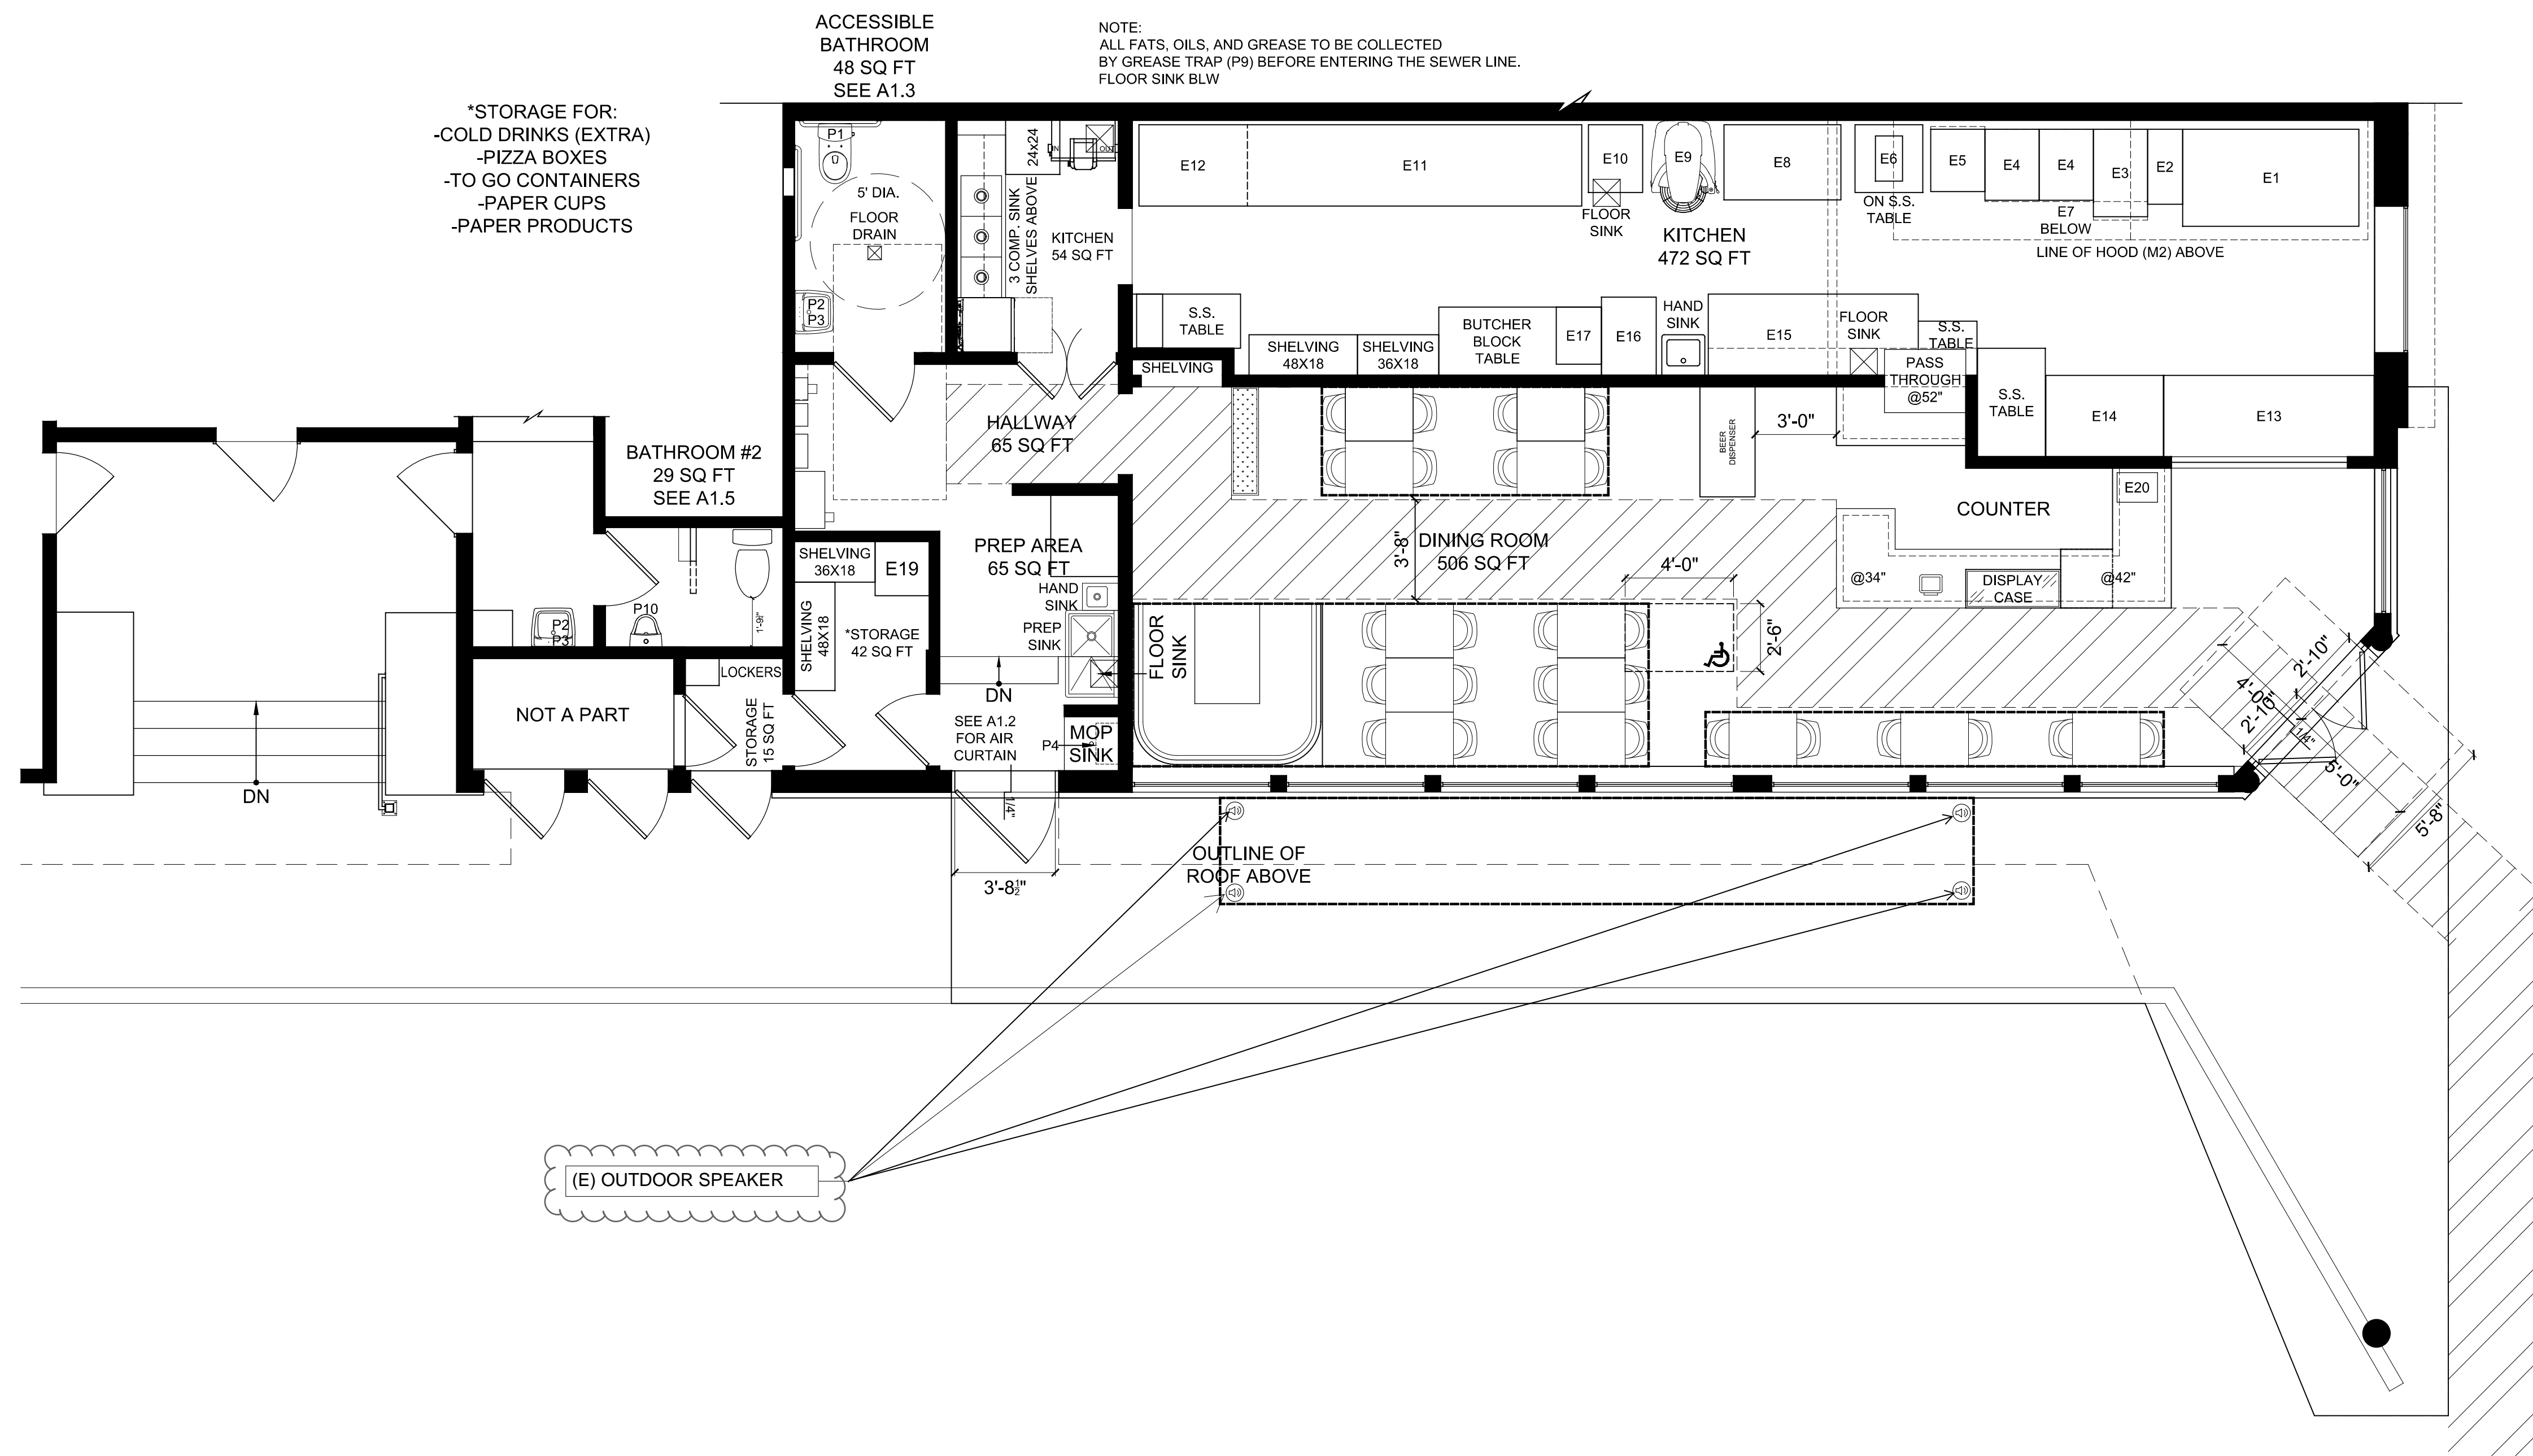 ACCESSIBLE
BATHROOM
48 SQ FT
SEE A1.3
NOTE:
ALL FATS, OILS, AND GREASE TO BE COLLECTED
BY GREASE TRAP (P9) BEFORE ENTERING THE SEWER LINE.
FLOOR SINK BLW
*STORAGE FOR:
-COLD DRINKS (EXTRA)
-PIZZA BOXES
-TO GO CONTAINERS
-PAPER CUPS
-PAPER PRODUCTS
P1
5' DIA.
FLOOR
DRAIN
P2
P3
24x24
IN
OUT
3 COMP. SINK
SHELVES ABOVE
KITCHEN
54 SQ FT
E12
E11
E10
FLOOR
SINK
E9
E8
E6
ON S.S.
TABLE
E5
E4
E4
E3
E2
E1
E7
BELOW
LINE OF HOOD (M2) ABOVE
KITCHEN
472 SQ FT
S.S.
TABLE
SHELVING
48X18
SHELVING
36X18
BUTCHER
BLOCK
TABLE
E17
E16
HAND
SINK
E15
FLOOR
SINK
S.S.
TABLE
PASS
THROUGH
@52"
S.S.
TABLE
E14
E13
SHELVING
HALLWAY
65 SQ FT
BEER
DISPENSER
3'-0"
BATHROOM #2
29 SQ FT
SEE A1.5
COUNTER
E20
@34"
DISPLAY
CASE
@42"
DINING ROOM
506 SQ FT
3'-8"
4'-0"
2'-6"
PREP AREA
65 SQ FT
HAND
SINK
PREP
SINK
FLOOR
SINK
SHELVING
36X18
E19
SHELVING
48X18
*STORAGE
42 SQ FT
P10
1'-9"
P2
P3
LOCKERS
STORAGE
15 SQ FT
NOT A PART
DN
DN
SEE A1.2
FOR AIR
CURTAIN
P4
MOP
SINK
1/4"
3'-8½"
2'-10"
4'-0"
2'-10"
1/4"
5'-0"
5'-8"
OUTLINE OF
ROOF ABOVE
(E) OUTDOOR SPEAKER